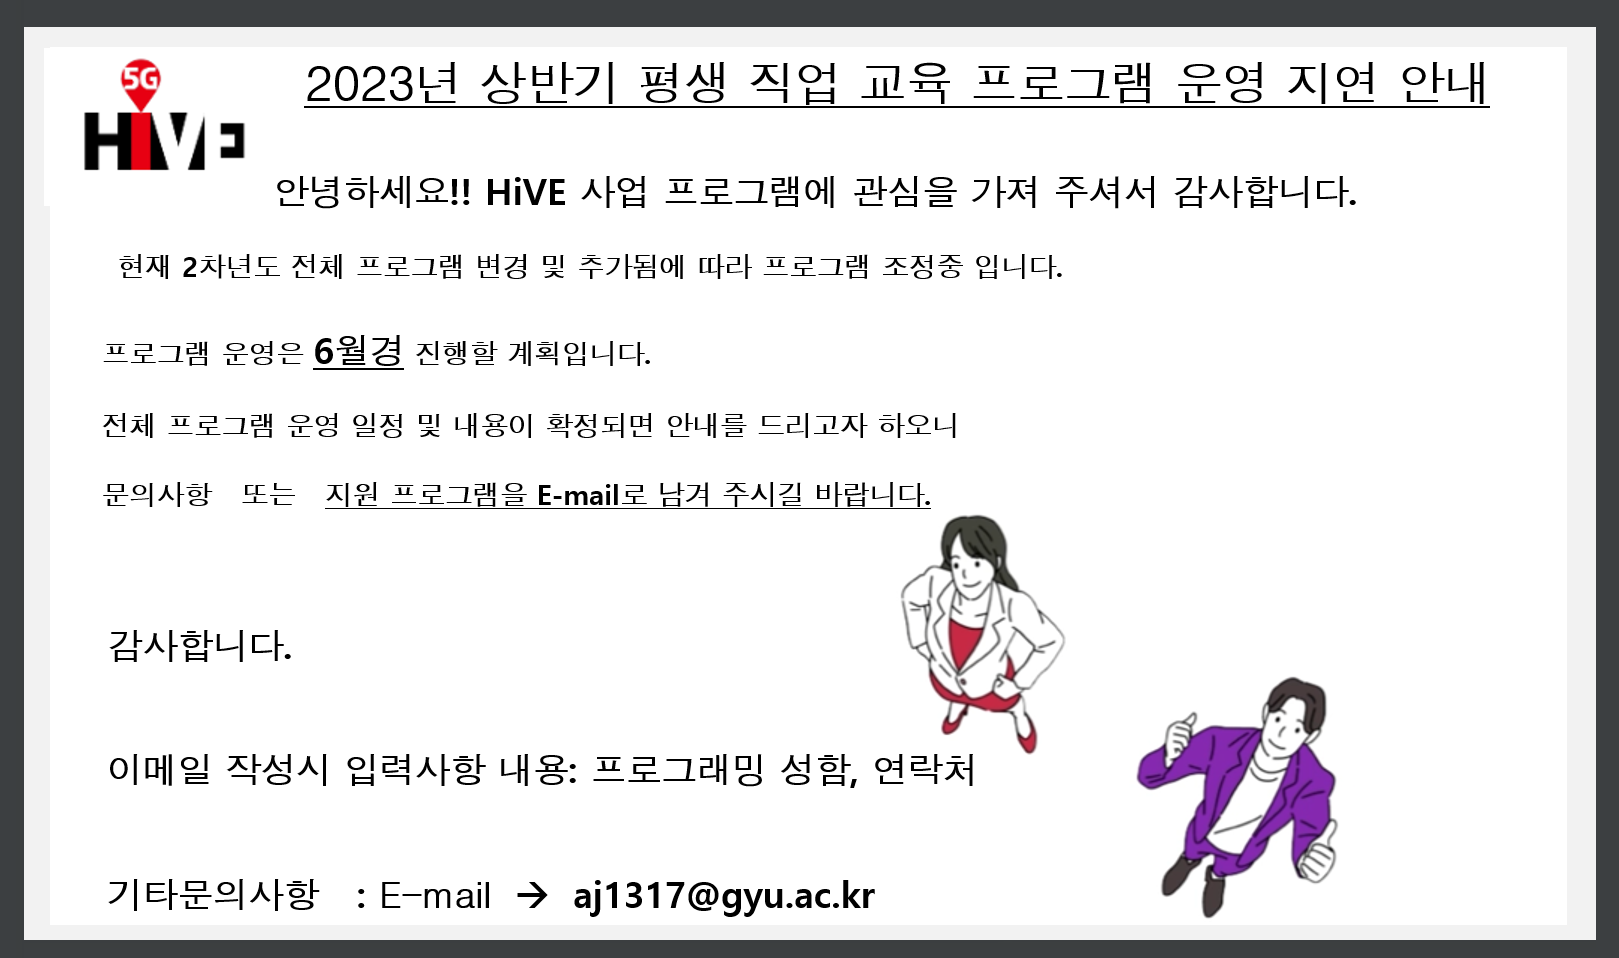 5G
HiVE
2023년 상반기 평생 직업 교육 프로그램 운영 지연 안내
안녕하세요!! HiVE 사업 프로그램에 관심을 가져 주셔서 감사합니다.
현재 2차년도 전체 프로그램 변경 및 추가됨에 따라 프로그램 조정중 입니다.
프로그램 운영은 6월경 진행할 계획입니다.
전체 프로그램 운영 일정 및 내용이 확정되면 안내를 드리고자 하오니
문의사항 또는 지원 프로그램을 E-mail로 남겨 주시길 바랍니다.
감사합니다.
이메일 작성시 입력사항 내용: 프로그래밍 성함, 연락처
기타문의사항 : E-mail → aj1317@gyu.ac.kr